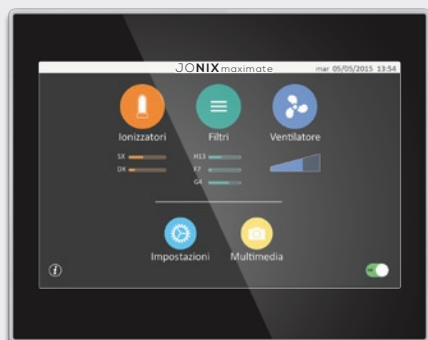 JONIX maximate
mar 05/05/2015 13:54
Ionizzatori
Filtri
Ventilatore
SX
DX
H13
F7
G4
Impostazioni
Multimedia
i